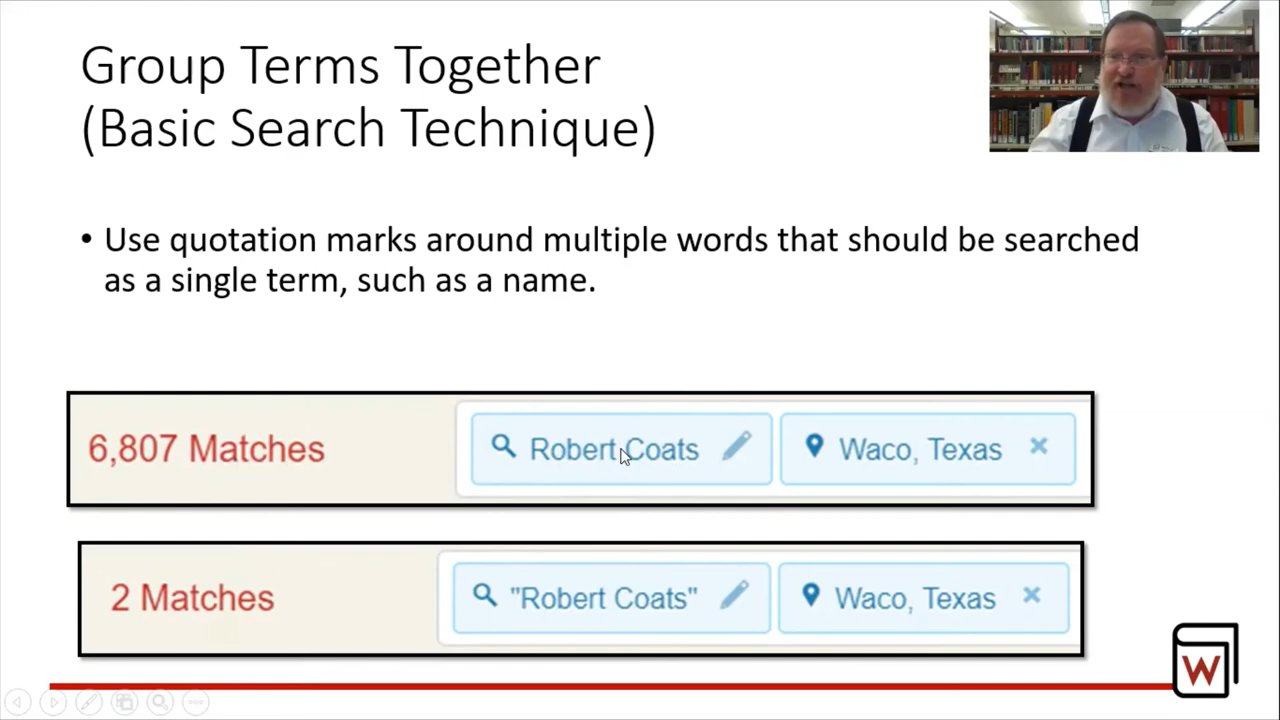 Group Terms Together
(Basic Search Technique)
• Use quotation marks around multiple words that should be searched
as a single term, such as a name.
6,807 Matches Robert Coats Waco, Texas
2 Matches "Robert Coats" Waco, Texas
W